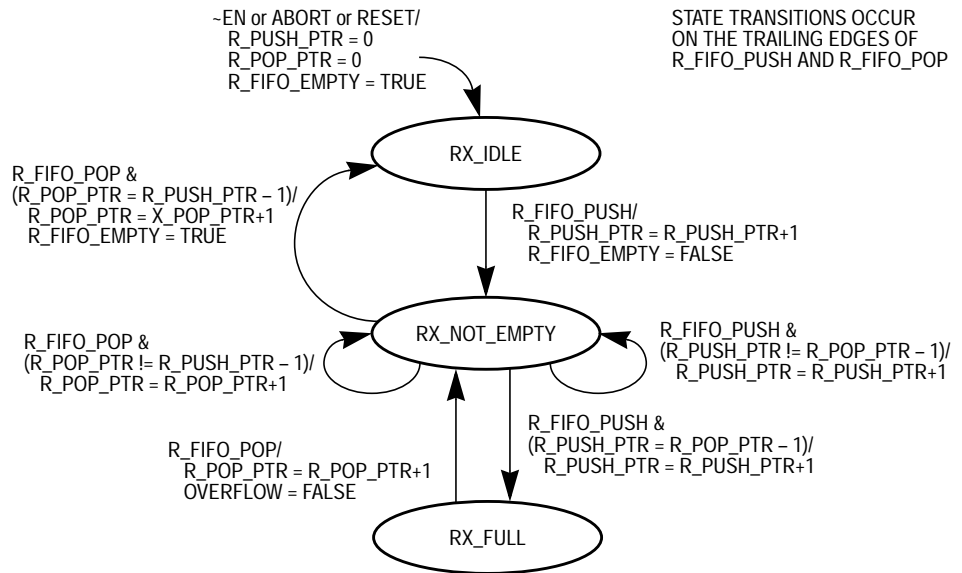 ~EN or ABORT or RESET/
R_PUSH_PTR = 0
R_POP_PTR = 0
R_FIFO_EMPTY = TRUE
STATE TRANSITIONS OCCUR
ON THE TRAILING EDGES OF
R_FIFO_PUSH AND R_FIFO_POP
RX_IDLE
R_FIFO_POP &
(R_POP_PTR = R_PUSH_PTR – 1)/
R_POP_PTR = X_POP_PTR+1
R_FIFO_EMPTY = TRUE
R_FIFO_PUSH/
R_PUSH_PTR = R_PUSH_PTR+1
R_FIFO_EMPTY = FALSE
RX_NOT_EMPTY
R_FIFO_POP &
(R_POP_PTR != R_PUSH_PTR – 1)/
R_POP_PTR = R_POP_PTR+1
R_FIFO_PUSH &
(R_PUSH_PTR != R_POP_PTR – 1)/
R_PUSH_PTR = R_PUSH_PTR+1
R_FIFO_POP/
R_POP_PTR = R_POP_PTR+1
OVERFLOW = FALSE
R_FIFO_PUSH &
(R_PUSH_PTR = R_POP_PTR – 1)/
R_PUSH_PTR = R_PUSH_PTR+1
RX_FULL